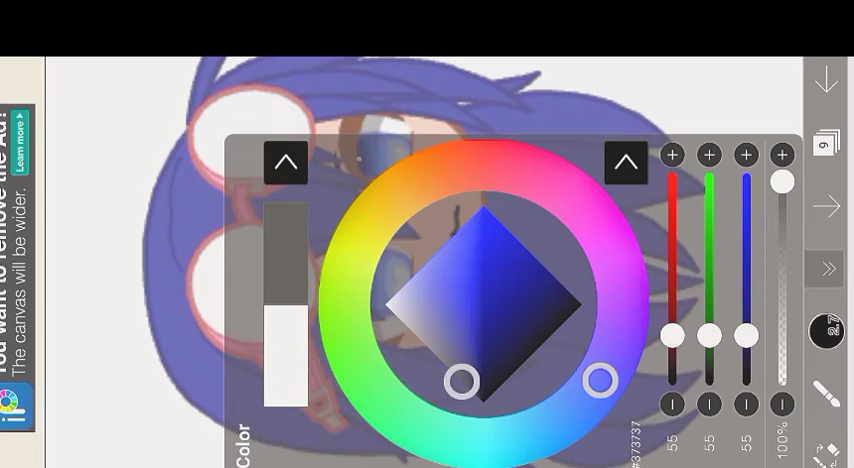 You want to remove the Ad?
The canvas will be wider.
Learn more
Color
#373737
55
55
55
100%
9